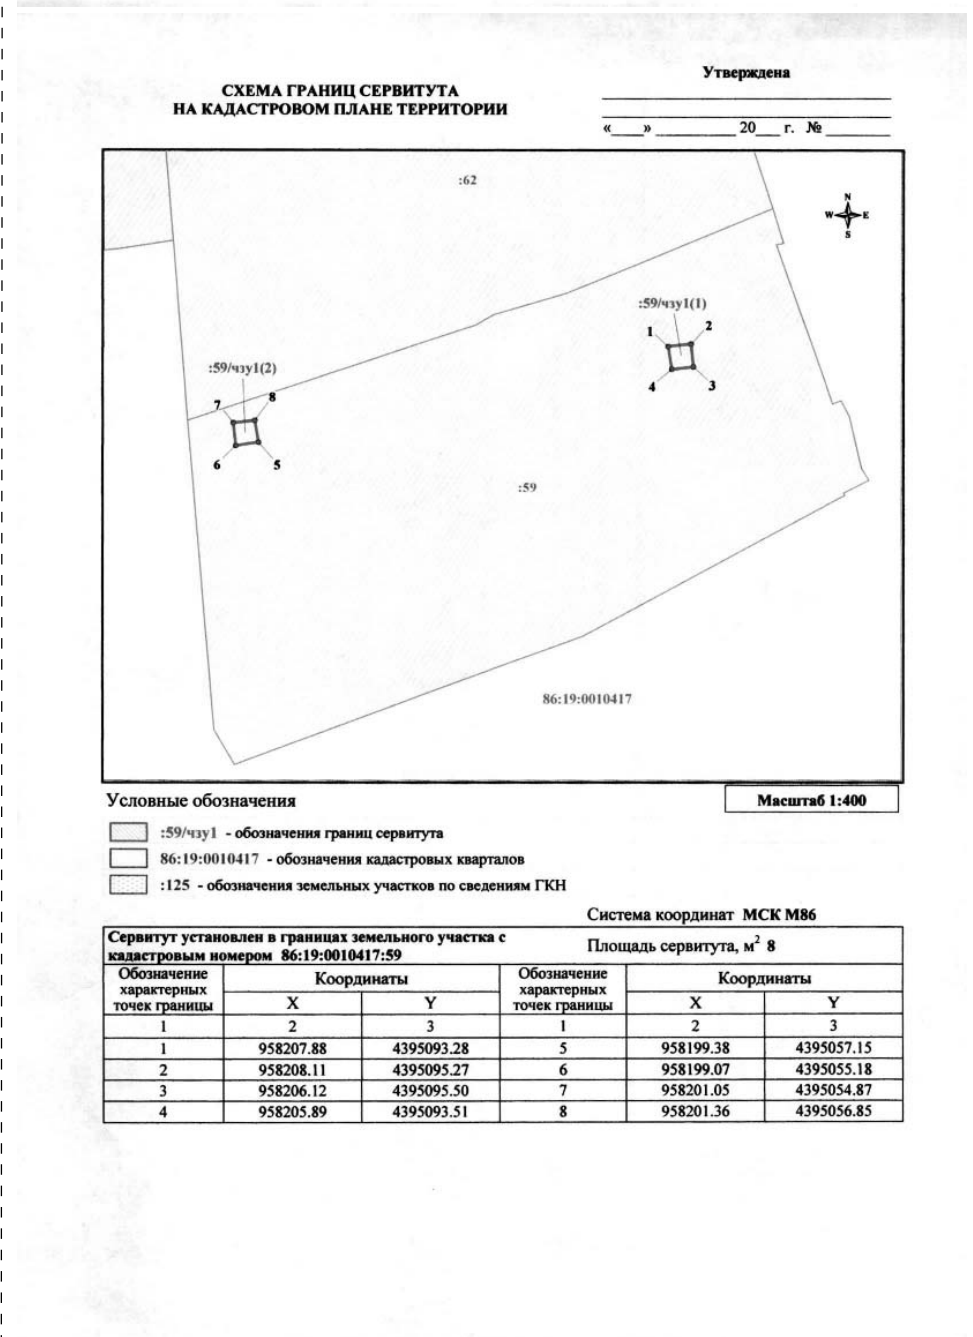 Утверждена
СХЕМА ГРАНИЦ СЕРВИТУТА
НА КАДАСТРОВОМ ПЛАНЕ ТЕРРИТОРИИ
«____» __________ 20___ г. № ________
:62
N
W E
S
:59/чзу1(1)
1 2
4 3
:59/чзу1(2)
7 8
6 5
:59
86:19:0010417
Условные обозначения
Масштаб 1:400
:59/чзу1 - обозначения границ сервитута
86:19:0010417 - обозначения кадастровых кварталов
:125 - обозначения земельных участков по сведениям ГКН
Система координат МСК М86
Сервитут установлен в границах земельного участка с
кадастровым номером 86:19:0010417:59
Площадь сервитута, м² 8
Обозначение характерных точек границы Координаты Обозначение характерных точек границы Координаты
X Y X Y
1 2 3 1 2 3
1 958207.88 4395093.28 5 958199.38 4395057.15
2 958208.11 4395095.27 6 958199.07 4395055.18
3 958206.12 4395095.50 7 958201.05 4395054.87
4 958205.89 4395093.51 8 958201.36 4395056.85